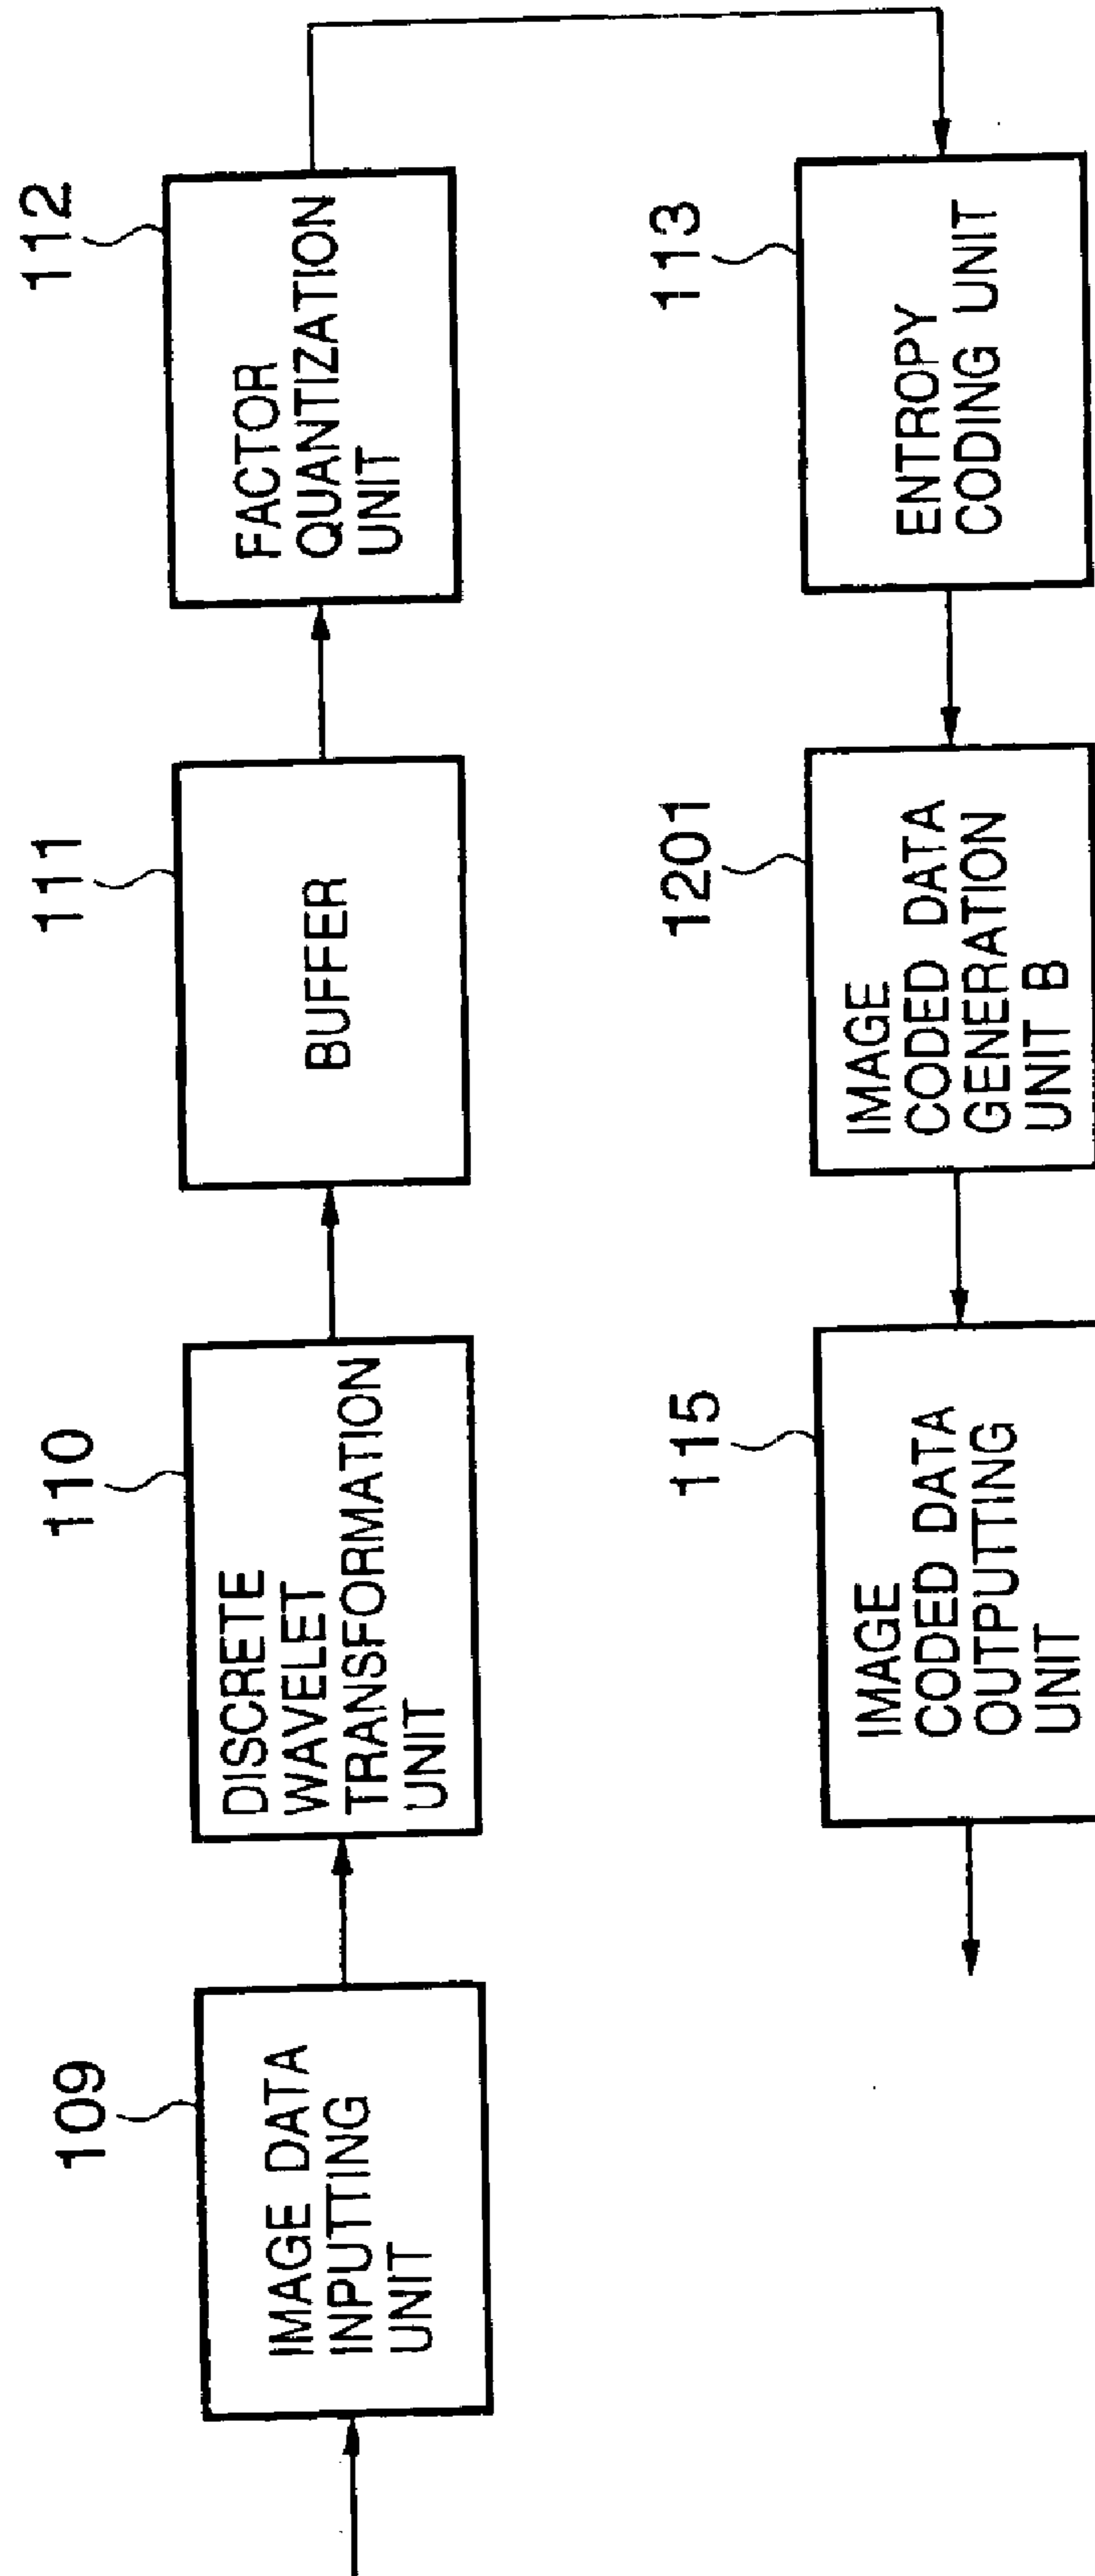 109
IMAGE DATA
INPUTTING
UNIT
110
DISCRETE
WAVELET
TRANSFORMATION
UNIT
111
BUFFER
112
FACTOR
QUANTIZATION
UNIT
113
ENTROPY
CODING UNIT
1201
IMAGE
CODED DATA
GENERATION
UNIT B
115
IMAGE
CODED DATA
OUTPUTTING
UNIT